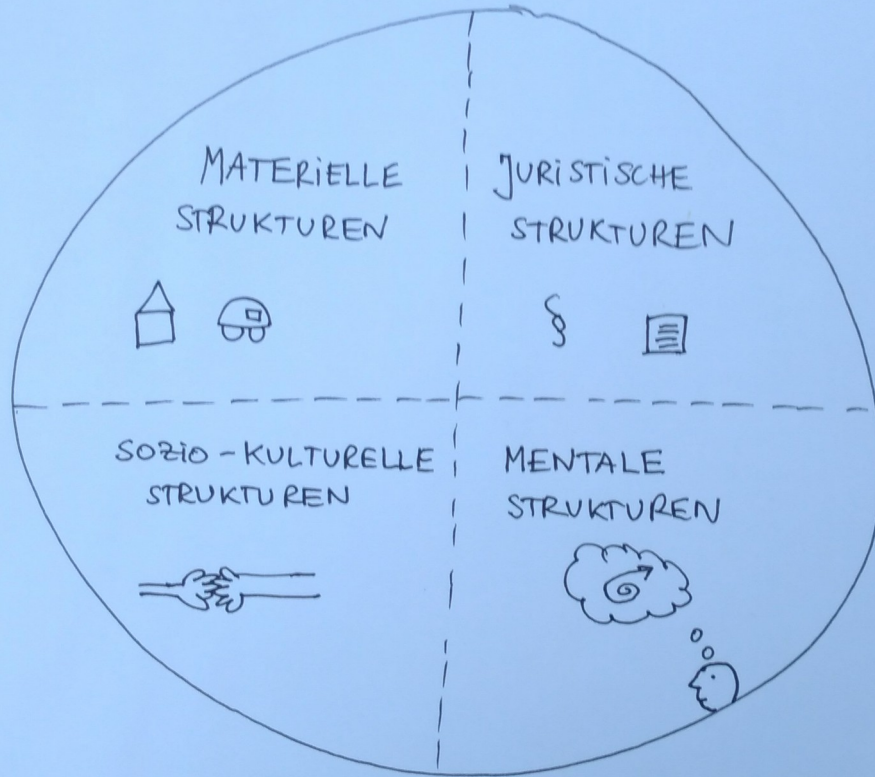 MATERiELLE
STRUKTUREN
JURiSTiSCHE
STRUKTUREN
§
SOZiO-KULTURELLE
STRUKTUREN
MENTALE
STRUKTUREN